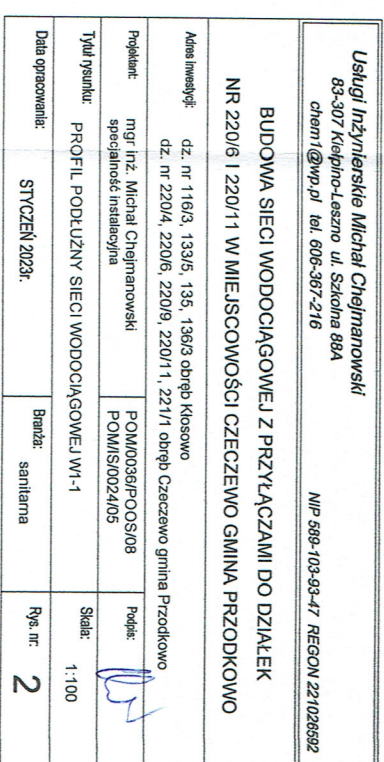 Usługi Inżynierskie Michał Chejmanowski
83-307 Kiełpino-Leszno ul. Szkolna 88A
chem1@wp.pl tel. 606-367-216
NIP 589-103-93-47 REGON 221026592
BUDOWA SIECI WODOCIĄGOWEJ Z PRZYŁĄCZAMI DO DZIAŁEK
NR 220/6 I 220/11 W MIEJSCOWOŚCI CZECZEWO GMINA PRZODKOWO
Adres inwestycji: dz. nr 116/3, 133/5, 135, 136/3 obręb Kłosowo
dz. nr 220/4, 220/6, 220/9, 220/11, 221/1 obręb Czeczewo gmina Przodkowo
Projektant: mgr inż. Michał Chejmanowski
specjalność instalacyjna
POM/0036/POOS/08
POM/IS/0024/05
Podpis:
Tytuł rysunku: PROFIL PODŁUŻNY SIECI WODOCIĄGOWEJ W1-1
Skala: 1:100
Data opracowania: STYCZEŃ 2023r.
Branża: sanitarna
Rys. nr: 2